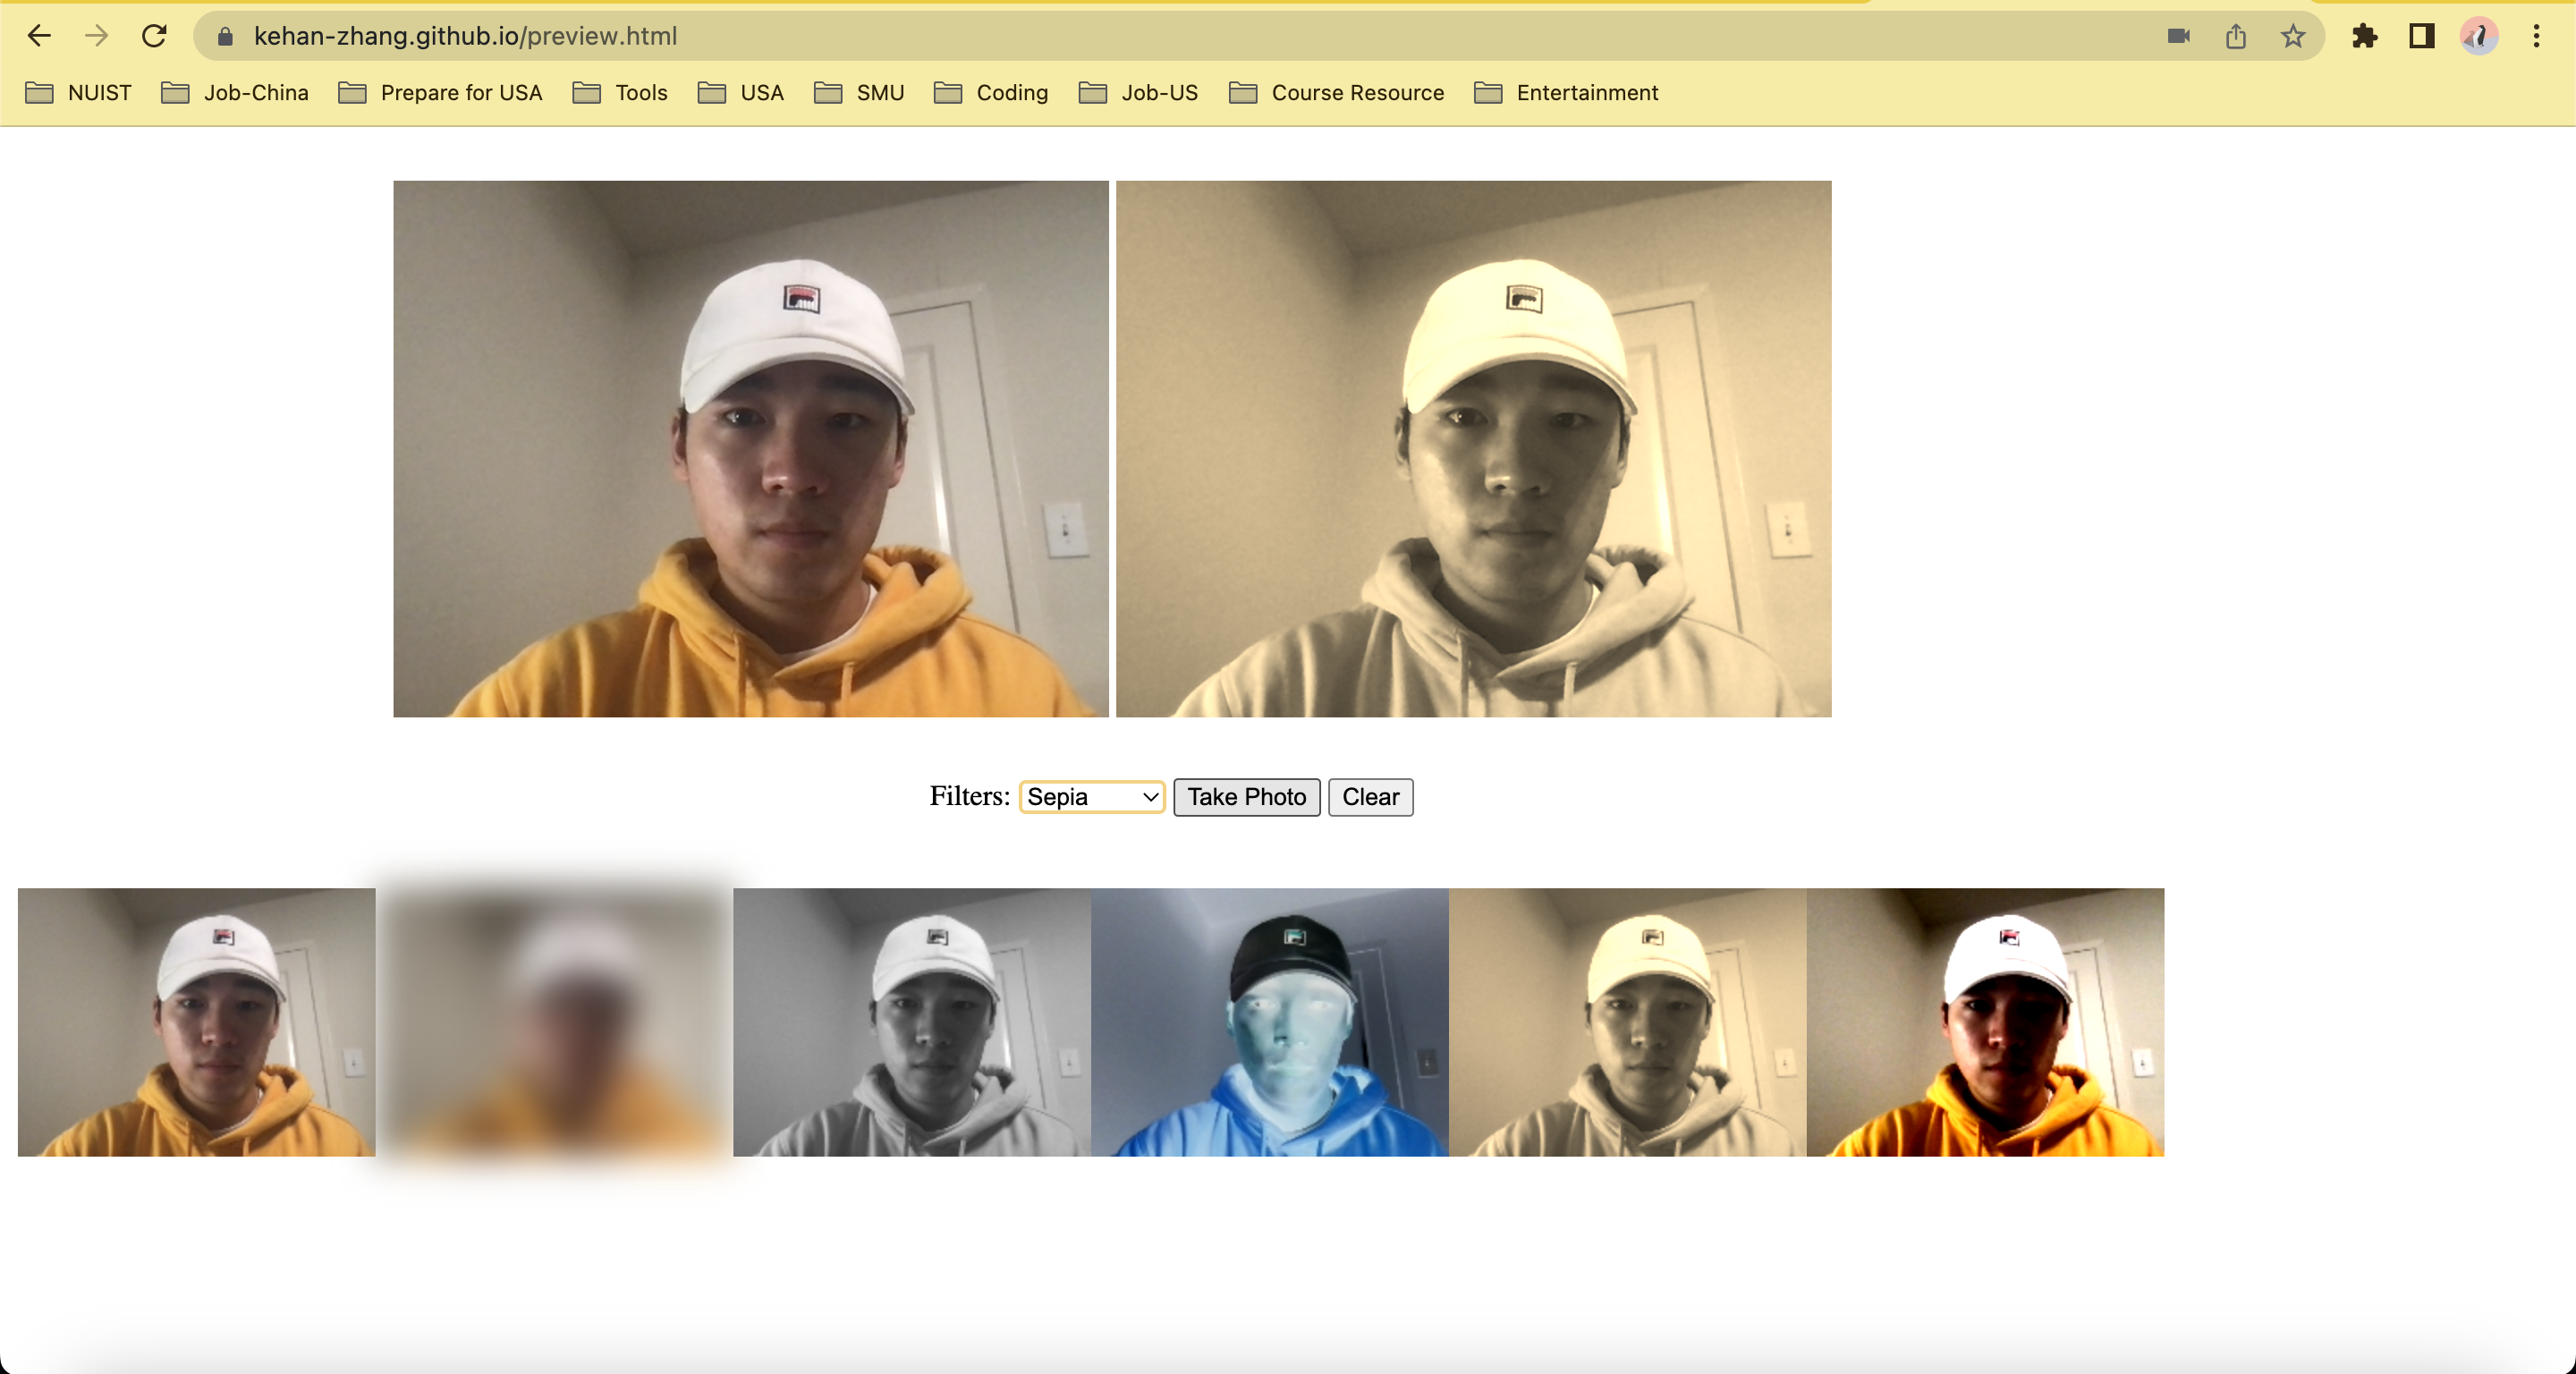 kehan-zhang.github.io/preview.html
NUIST Job-China Prepare for USA Tools USA SMU Coding Job-US Course Resource Entertainment
Filters: Sepia Take Photo Clear